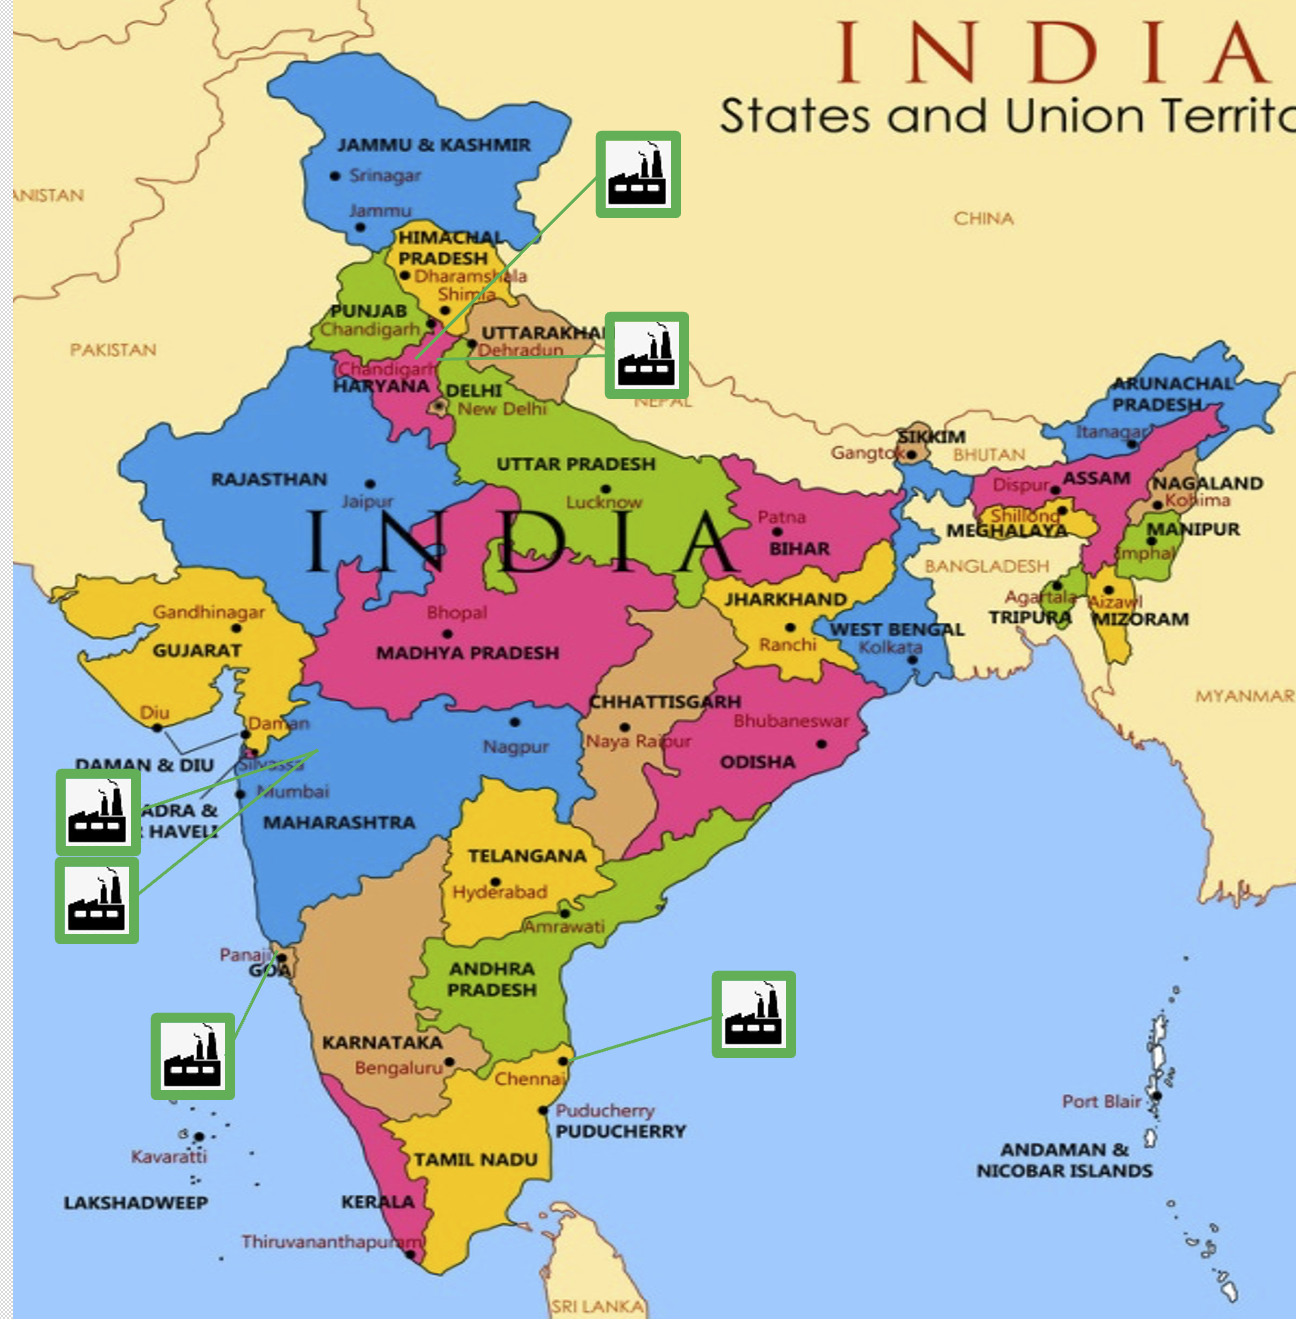 INDIA
States and Union Territo
JAMMU & KASHMIR
Srinagar
ANISTAN
Jammu
CHINA
HIMACHAL
PRADESH
Dharamshala
Shimla
PUNJAB
Chandigarh
UTTARAKHA
Dehradun
PAKISTAN
Chandigarh
HARYANA
DELHI
New Delhi
NEPAL
ARUNACHAL
PRADESH
Itanagar
SIKKIM
Gangtok
BHUTAN
RAJASTHAN
Jaipur
UTTAR PRADESH
Lucknow
INDIA
Patna
BIHAR
Dispur
ASSAM
NAGALAND
Kohima
Shillong
MEGHALAYA
MANIPUR
Imphal
BANGLADESH
Agartala
TRIPURA
Aizawl
MIZORAM
Gandhinagar
GUJARAT
Bhopal
MADHYA PRADESH
JHARKHAND
Ranchi
WEST BENGAL
Kolkata
MYANMAR
CHHATTISGARH
Naya Raipur
Bhubaneswar
ODISHA
Diu
Daman
DAMAN & DIU
Silvassa
Nagpur
Mumbai
ADRA &
R HAVELI
MAHARASHTRA
TELANGANA
Hyderabad
Amrawati
Panaji
GOA
ANDHRA
PRADESH
KARNATAKA
Bengaluru
Chennai
Puducherry
PUDUCHERRY
Port Blair
ANDAMAN &
NICOBAR ISLANDS
Kavaratti
LAKSHADWEEP
TAMIL NADU
KERALA
Thiruvananthapuram
SRI LANKA